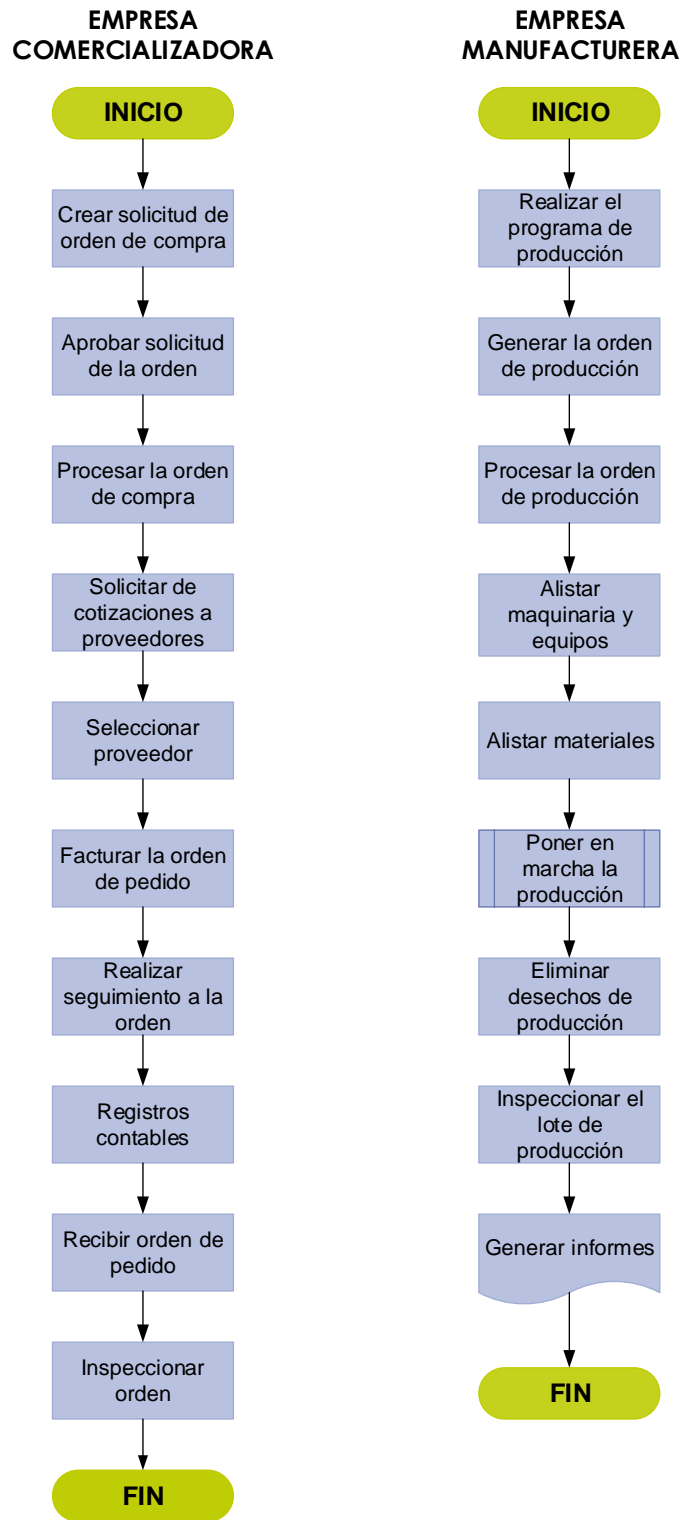 EMPRESA
COMERCIALIZADORA
INICIO
Crear solicitud de
orden de compra
Aprobar solicitud
de la orden
Procesar la orden
de compra
Solicitar de
cotizaciones a
proveedores
Seleccionar
proveedor
Facturar la orden
de pedido
Realizar
seguimiento a la
orden
Registros
contables
Recibir orden de
pedido
Inspeccionar
orden
FIN
EMPRESA
MANUFACTURERA
INICIO
Realizar el
programa de
producción
Generar la orden
de producción
Procesar la orden
de producción
Alistar
maquinaria y
equipos
Alistar materiales
Poner en
marcha la
producción
Eliminar
desechos de
producción
Inspeccionar el
lote de
producción
Generar informes
FIN